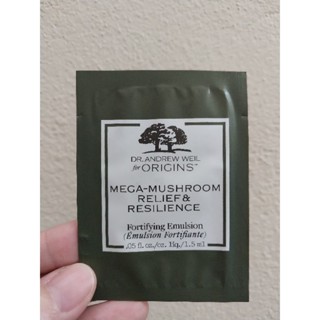 DR. ANDREW WEIL
for ORIGINS™
MEGA-MUSHROOM
RELIEF &
RESILIENCE
Fortifying Emulsion
(Émulsion Fortifiante)
.05 fl. oz./oz. liq./1.5 ml